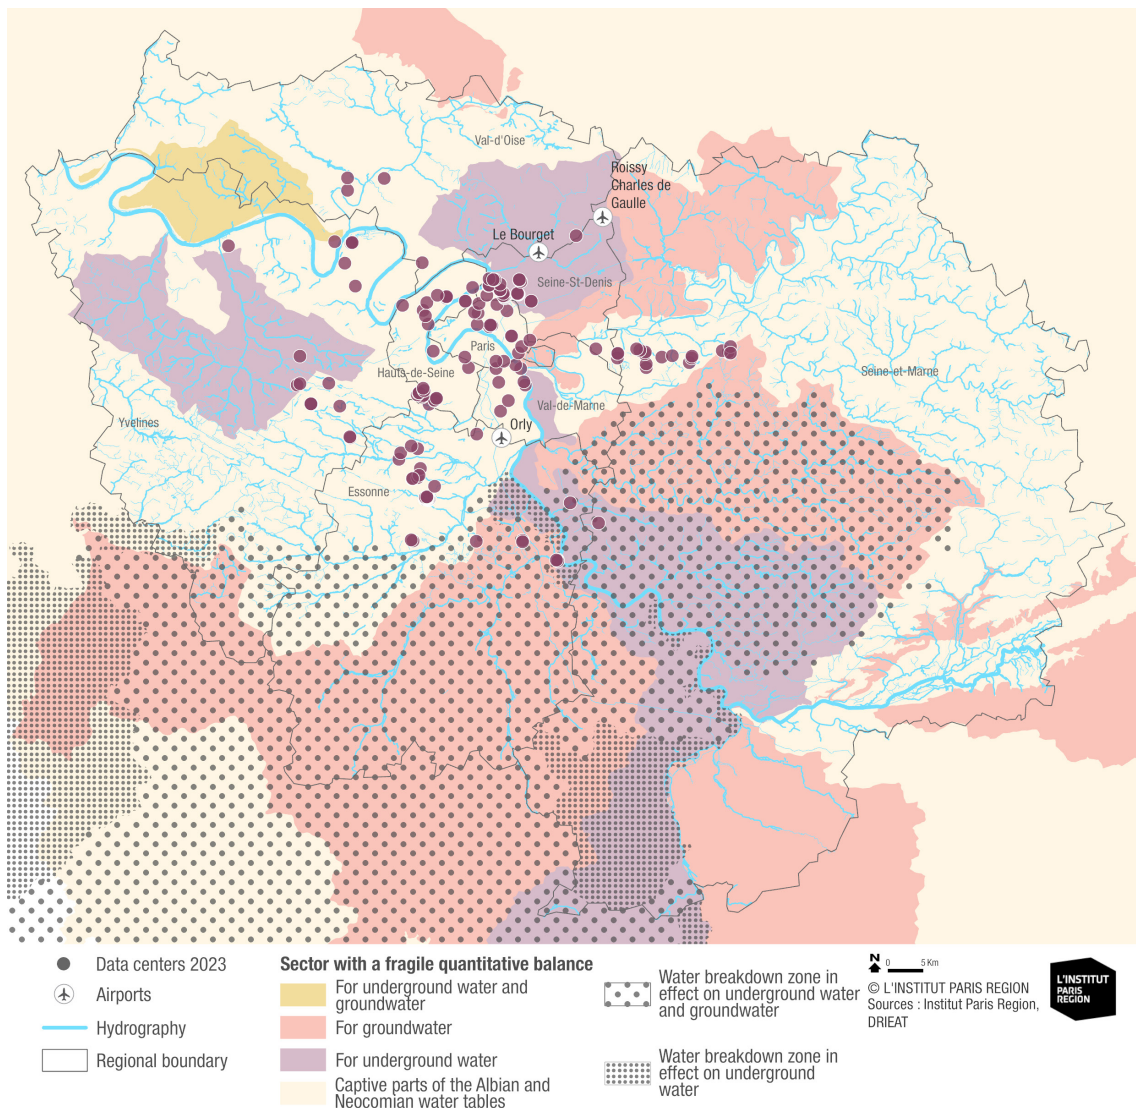 Val-d'Oise
Roissy
Charles de
Gaulle
Le Bourget
Seine-St-Denis
Paris
Hauts-de-Seine
Seine-et-Marne
Val-de-Marne
Yvelines
Orly
Essonne
Data centers 2023
Airports
Hydrography
Regional boundary
Sector with a fragile quantitative balance
For underground water and
groundwater
For groundwater
For underground water
Captive parts of the Albian and
Neocomian water tables
Water breakdown zone in
effect on underground water
and groundwater
Water breakdown zone in
effect on underground
water
N
0 5 Km
© L'INSTITUT PARIS REGION
Sources : Institut Paris Region,
DRIEAT
L'INSTITUT
PARIS
REGION